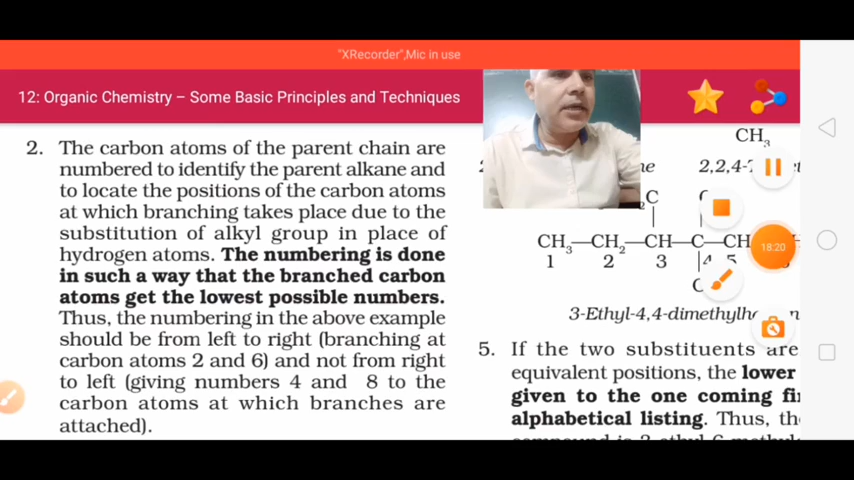 "XRecorder",Mic in use
12: Organic Chemistry – Some Basic Principles and Techniques
2. The carbon atoms of the parent chain are
numbered to identify the parent alkane and
to locate the positions of the carbon atoms
at which branching takes place due to the
substitution of alkyl group in place of
hydrogen atoms. The numbering is done
in such a way that the branched carbon
atoms get the lowest possible numbers.
Thus, the numbering in the above example
should be from left to right (branching at
carbon atoms 2 and 6) and not from right
to left (giving numbers 4 and 8 to the
carbon atoms at which branches are
attached).
CH₃
2,2,4-
C
CH₃—CH₂—CH—C—CH
1 2 3 4 5
18:20
3-Ethyl-4,4-dimethylh
5. If the two substituents are
equivalent positions, the lower
given to the one coming
alphabetical listing. Thus,